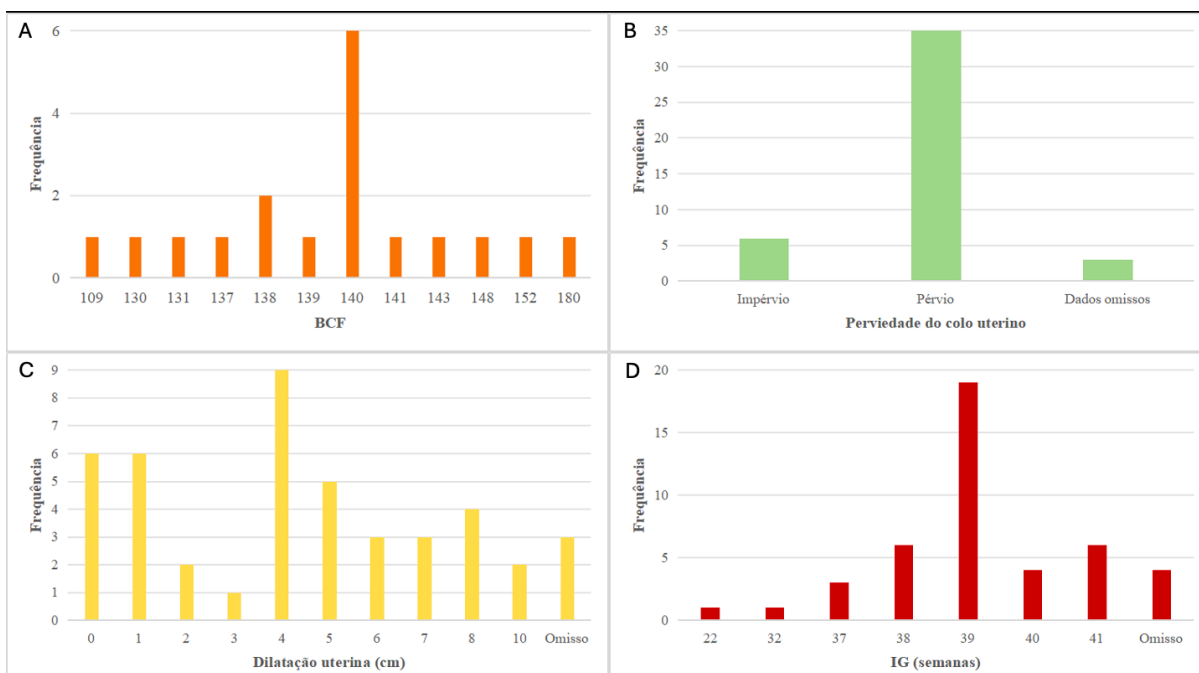 A
Frequência
6
4
2
0
109 130 131 137 138 139 140 141 143 148 152 180
BCF
B
Frequência
35
30
25
20
15
10
5
0
Impérvio Pérvio Dados omissos
Perviedade do colo uterino
C
Frequência
9
8
7
6
5
4
3
2
1
0
0 1 2 3 4 5 6 7 8 10 Omisso
Dilatação uterina (cm)
D
Frequência
20
15
10
5
0
22 32 37 38 39 40 41 Omisso
IG (semanas)